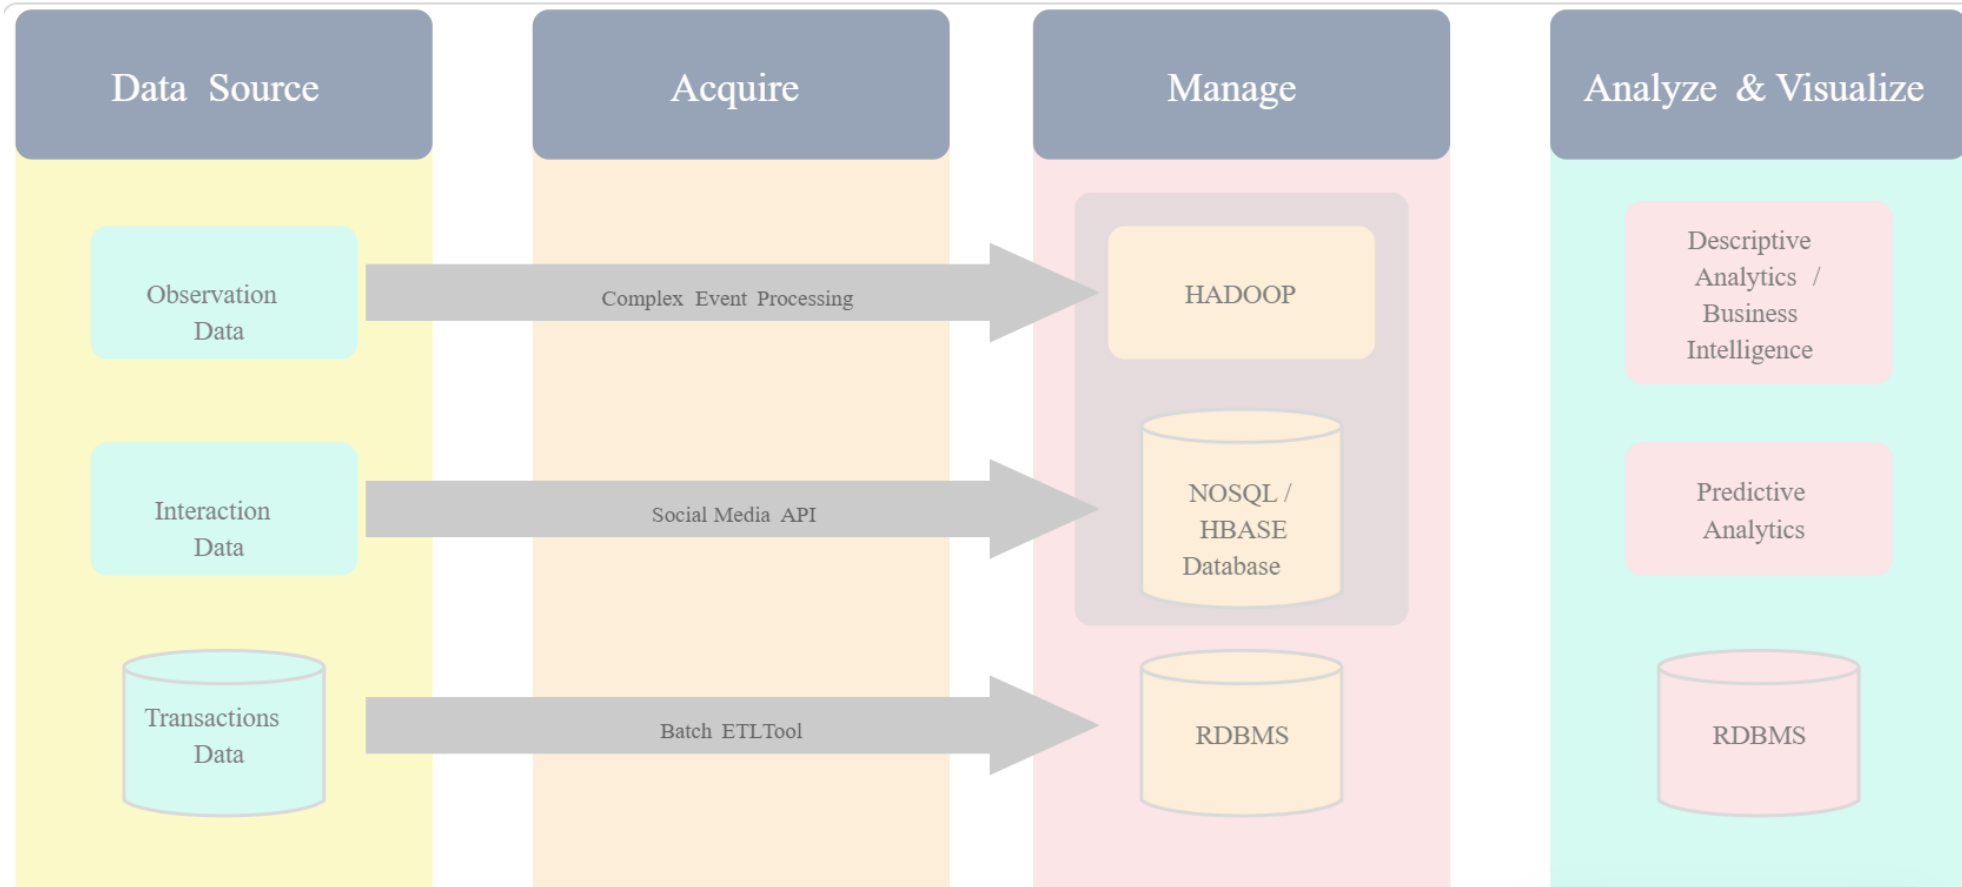 Data Source
Acquire
Manage
Analyze & Visualize
Observation
Data
Complex Event Processing
HADOOP
Descriptive
Analytics /
Business
Intelligence
Interaction
Data
Social Media API
NOSQL /
HBASE
Database
Predictive
Analytics
Transactions
Data
Batch ETLTool
RDBMS
RDBMS